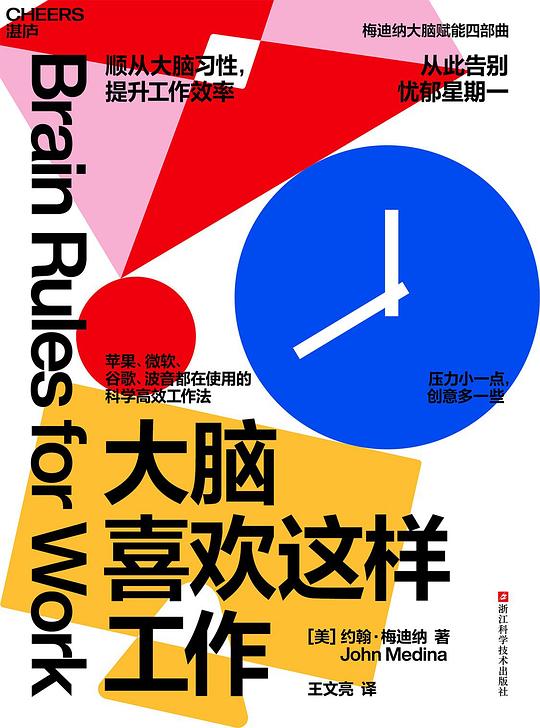 CHEERS
湛庐
梅迪纳大脑赋能四部曲
顺从大脑习性，
提升工作效率
从此告别
忧郁星期一
Brain Rules for Work
苹果、微软、
谷歌、波音都在使用的
科学高效工作法
压力小一点，
创意多一些
大脑
喜欢这样
工作
[美] 约翰·梅迪纳 著
John Medina
王文亮 译
浙江科学技术出版社